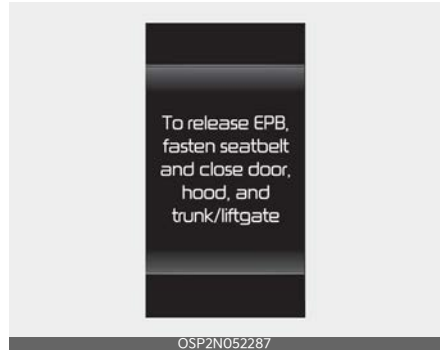 To release EPB,
fasten seatbelt
and close door,
hood, and
trunk/liftgate
OSP2N052287